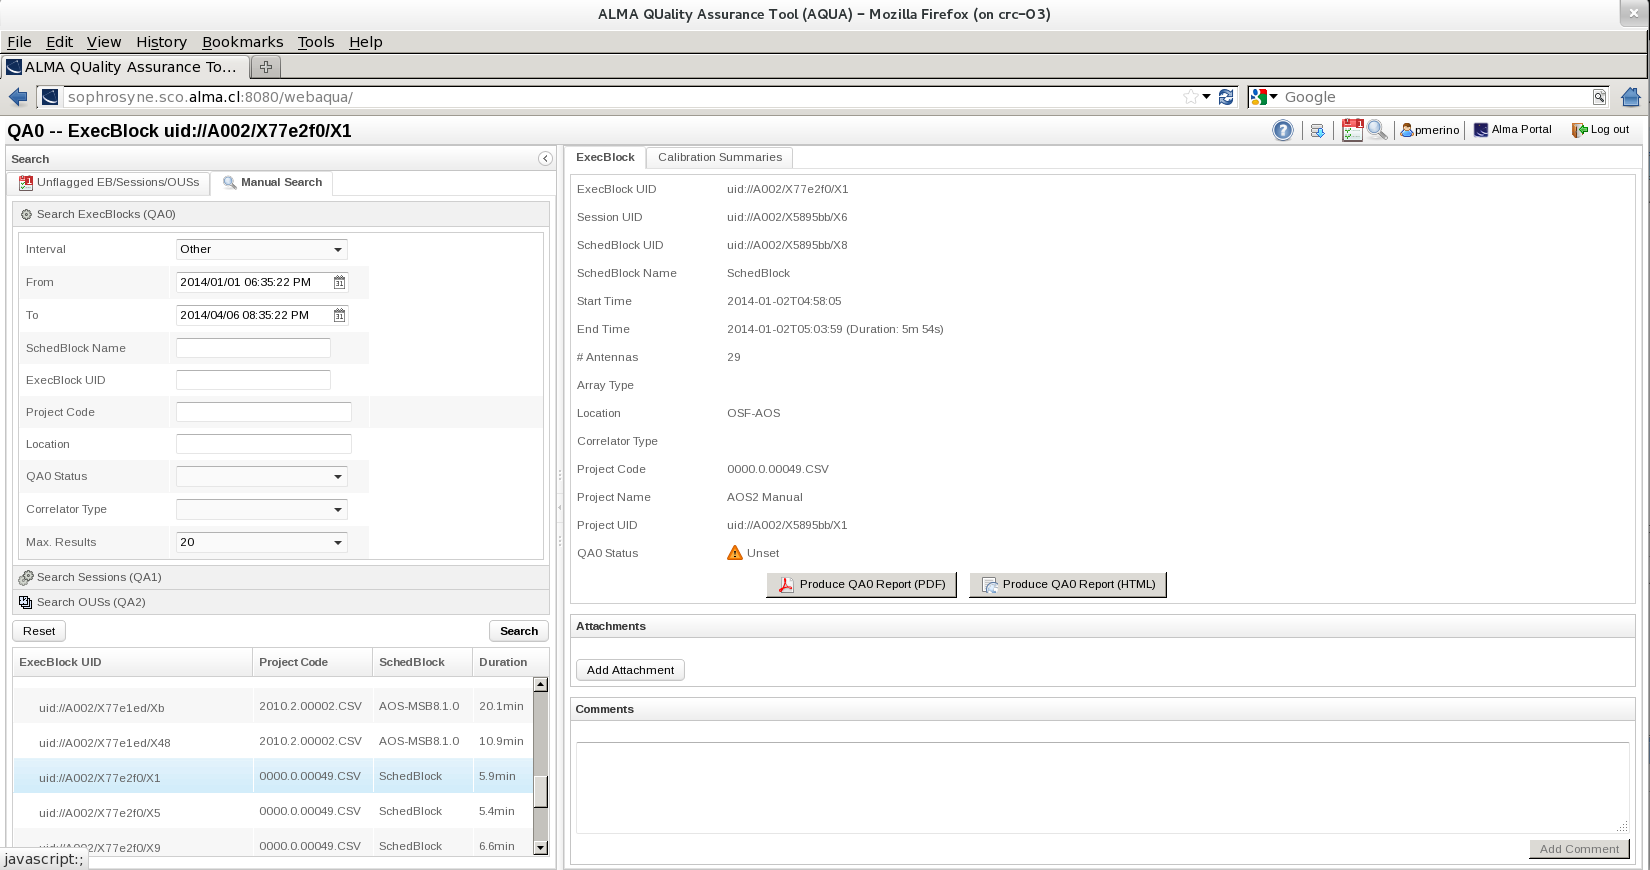 ALMA QUality Assurance Tool (AQUA) - Mozilla Firefox (on crc-03)
File Edit View History Bookmarks Tools Help
ALMA QUality Assurance To...
sophrosyne.sco.alma.cl:8080/webaqua/ Google
QA0 -- ExecBlock uid://A002/X77e2f0/X1 pmerino Alma Portal Log out
Search
Unflagged EB/Sessions/OUSs Manual Search
Search ExecBlocks (QA0)
Interval Other
From 2014/01/01 06:35:22 PM
To 2014/04/06 08:35:22 PM
SchedBlock Name
ExecBlock UID
Project Code
Location
QA0 Status
Correlator Type
Max. Results 20
Search Sessions (QA1)
Search OUSs (QA2)
Reset Search
ExecBlock UID Project Code SchedBlock Duration
uid://A002/X77e1ed/Xb 2010.2.00002.CSV AOS-MSB8.1.0 20.1min
uid://A002/X77e1ed/X48 2010.2.00002.CSV AOS-MSB8.1.0 10.9min
uid://A002/X77e2f0/X1 0000.0.00049.CSV SchedBlock 5.9min
uid://A002/X77e2f0/X5 0000.0.00049.CSV SchedBlock 5.4min
uid://A002/X77e2f0/X9 0000.0.00049.CSV SchedBlock 6.6min
javascript:;
ExecBlock Calibration Summaries
ExecBlock UID uid://A002/X77e2f0/X1
Session UID uid://A002/X5895bb/X6
SchedBlock UID uid://A002/X5895bb/X8
SchedBlock Name SchedBlock
Start Time 2014-01-02T04:58:05
End Time 2014-01-02T05:03:59 (Duration: 5m 54s)
# Antennas 29
Array Type
Location OSF-AOS
Correlator Type
Project Code 0000.0.00049.CSV
Project Name AOS2 Manual
Project UID uid://A002/X5895bb/X1
QA0 Status Unset
Produce QA0 Report (PDF) Produce QA0 Report (HTML)
Attachments
Add Attachment
Comments
Add Comment